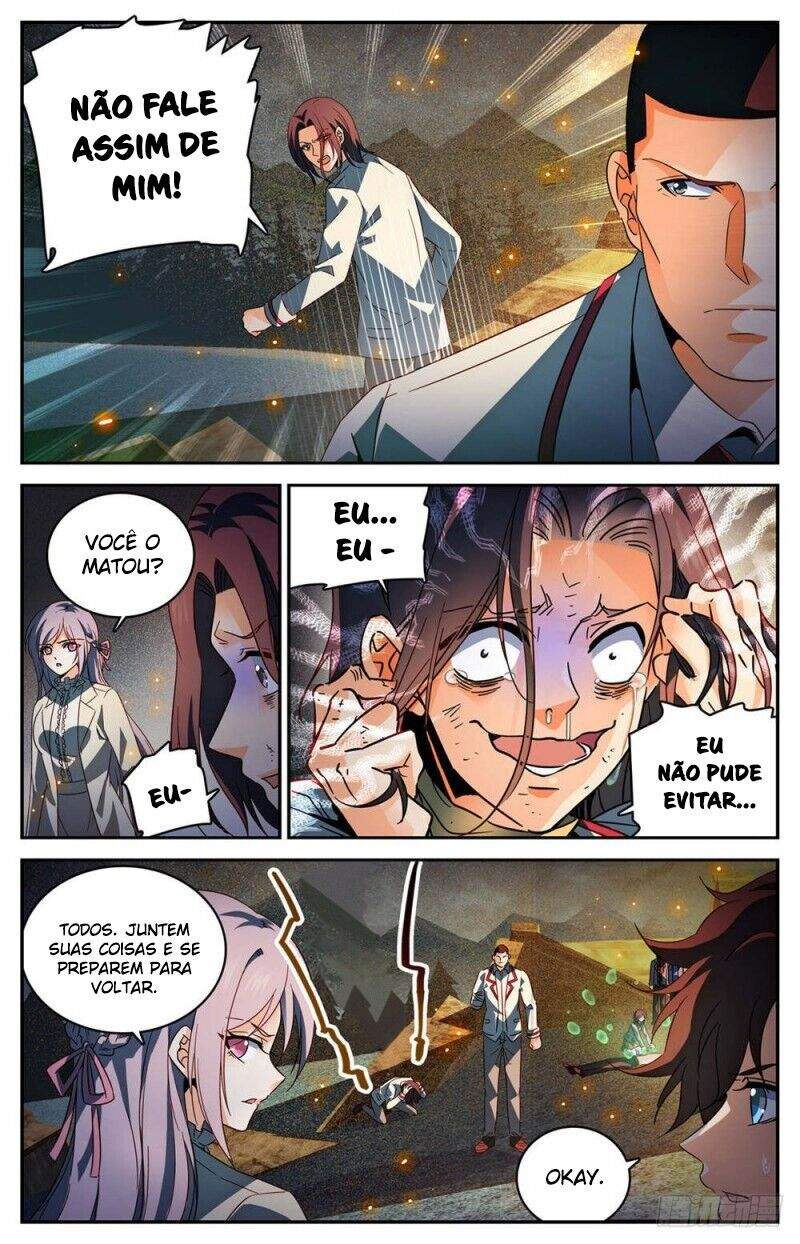 NÃO FALE
ASSIM DE
MIM!
VOCÊ O
MATOU?
EU-
EU...
EU -
EU
NÃO PUDE
EVITAR...
TODOS. JUNTEM
SUAS COISAS E SE
PREPAREM PARA
VOLTAR.
OKAY.